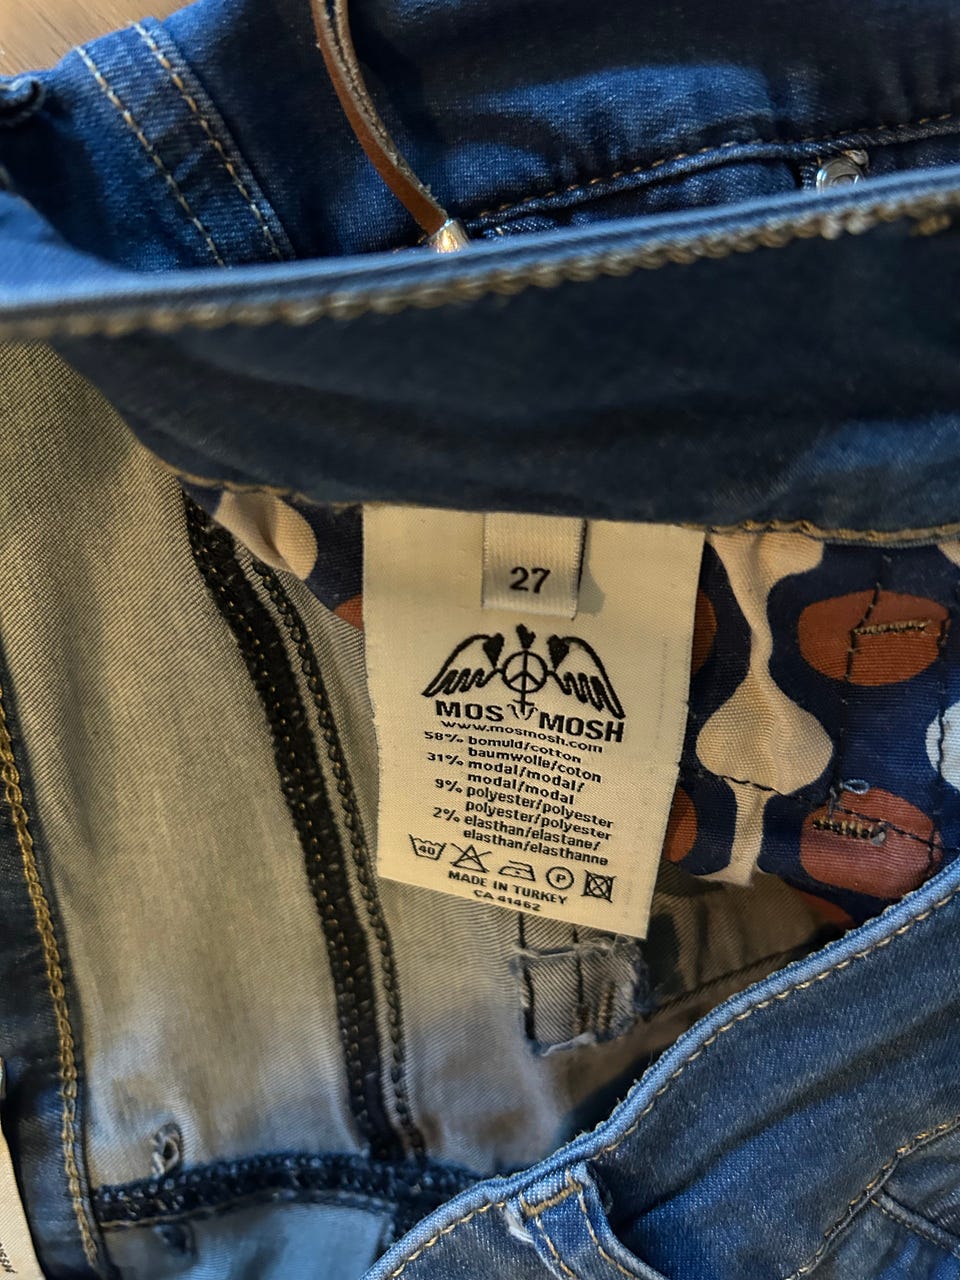 27
MOS MOSH
www.mosmosh.com
58% bomuld/cotton
baumwolle/coton
31% modal/modal/
modal/modal
9% polyester/polyester
polyester/polyester
2% elasthan/elastane/
elasthan/elasthanne
40 P
MADE IN TURKEY
CA 41462